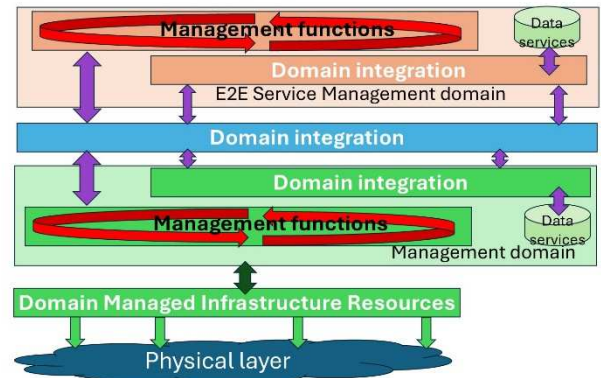 Management functions
Data
services
Domain integration
E2E Service Management domain
Domain integration
Domain integration
Management functions
Data
services
Management domain
Domain Managed Infrastructure Resources
Physical layer